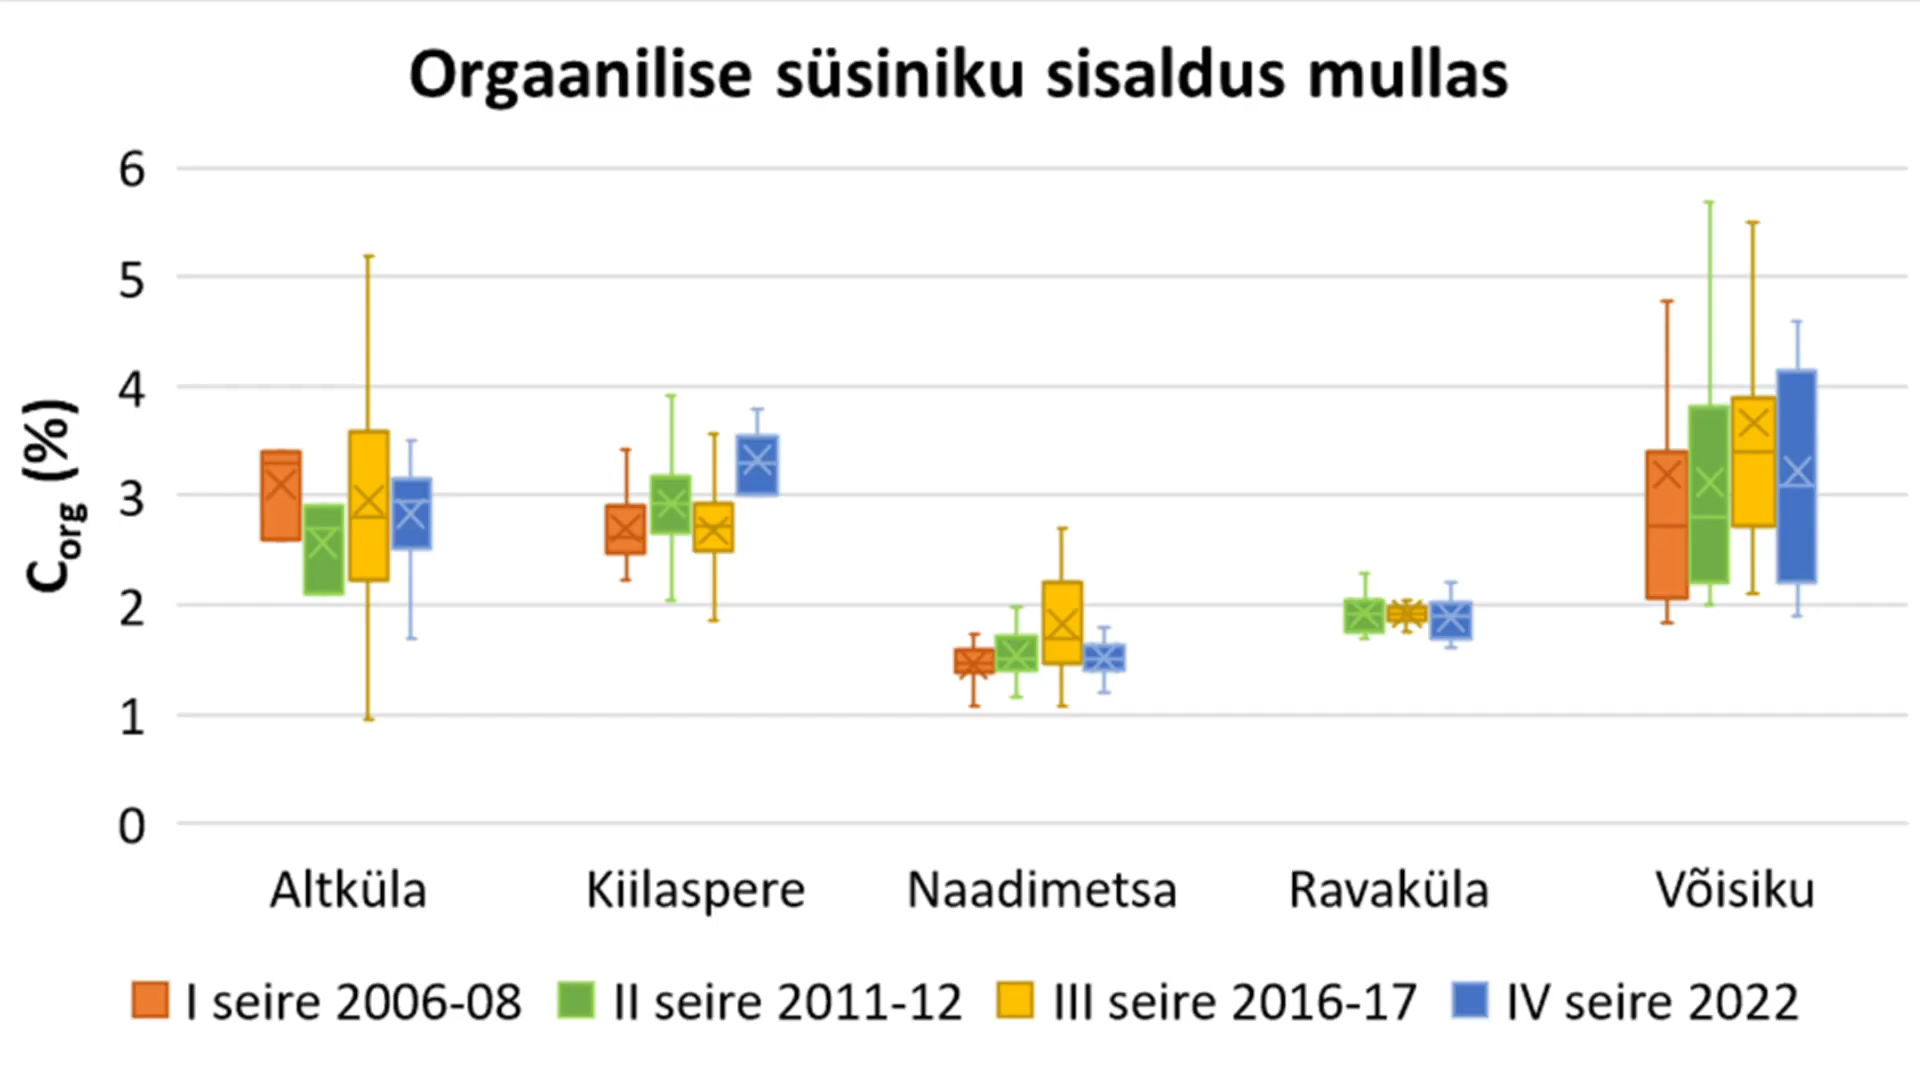 Orgaanilise süsiniku sisaldus mullas
6
5
4
3
2
1
0
Corg (%)
Altküla Kiilaspere Naadimetsa Ravaküla Võisiku
I seire 2006-08 II seire 2011-12 III seire 2016-17 IV seire 2022